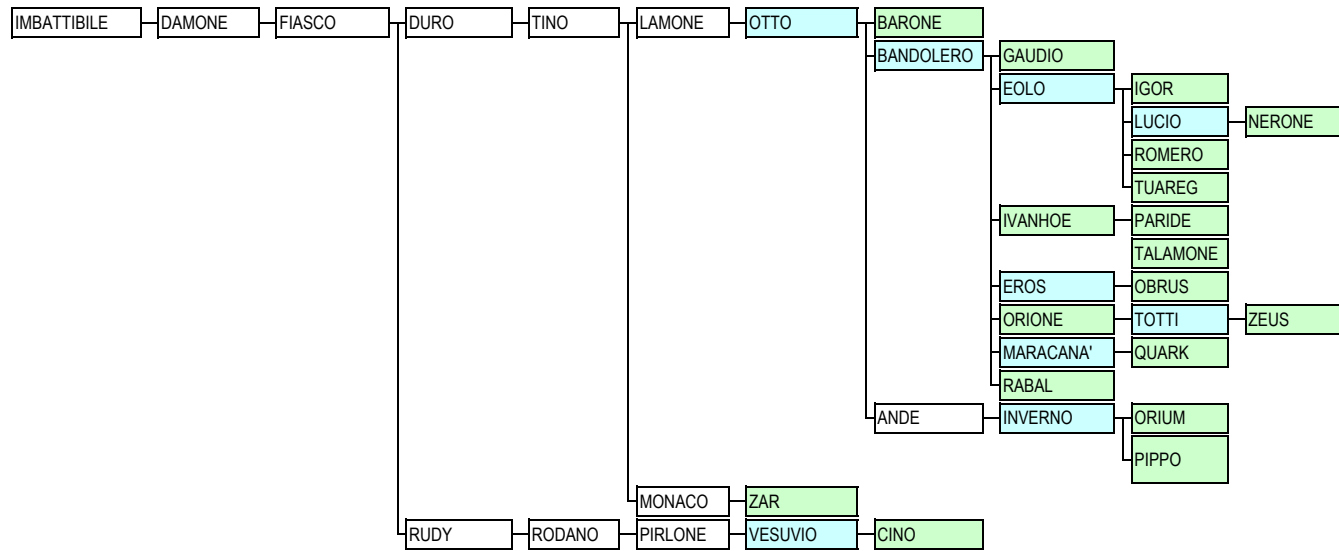 IMBATTIBILE DAMONE FIASCO DURO TINO LAMONE OTTO BARONE
BANDOLERO GAUDIO
EOLO IGOR
LUCIO NERONE
ROMERO
TUAREG
IVANHOE PARIDE
TALAMONE
EROS OBRUS
ORIONE TOTTI ZEUS
MARACANA' QUARK
RABAL
ANDE INVERNO ORIUM
PIPPO
MONACO ZAR
RUDY RODANO PIRLONE VESUVIO CINO